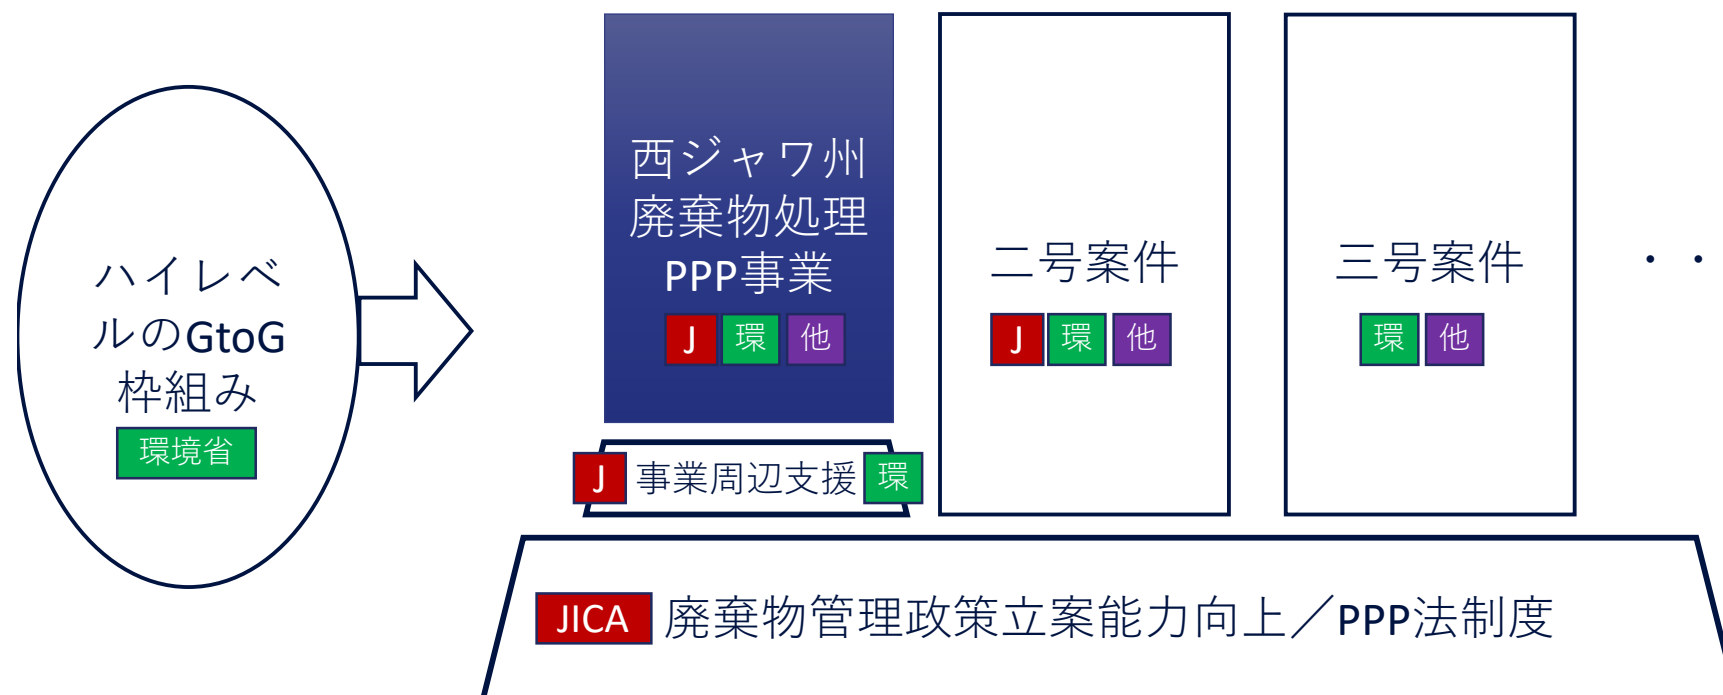 ハイレベ
ルのGtoG
枠組み
環境省
西ジャワ州
廃棄物処理
PPP事業
J 環 他
J 事業周辺支援 環
二号案件
J 環 他
三号案件
環 他
・・
JICA 廃棄物管理政策立案能力向上／PPP法制度